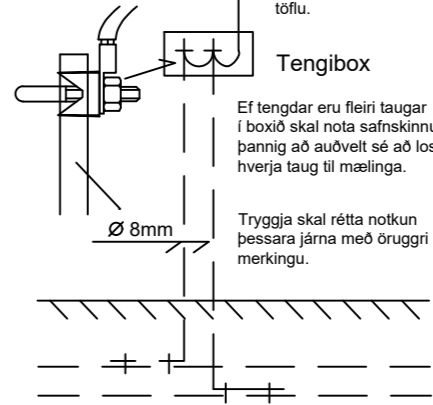 töflu.
Tengibox
Ef tengdar eru fleiri taugar
í boxið skal nota safnskinnu
þannig að auðvelt sé að los
hverja taug til mælinga.
Ø 8mm
Tryggja skal rétta notkun
þessara járna með öruggri
merkingu.